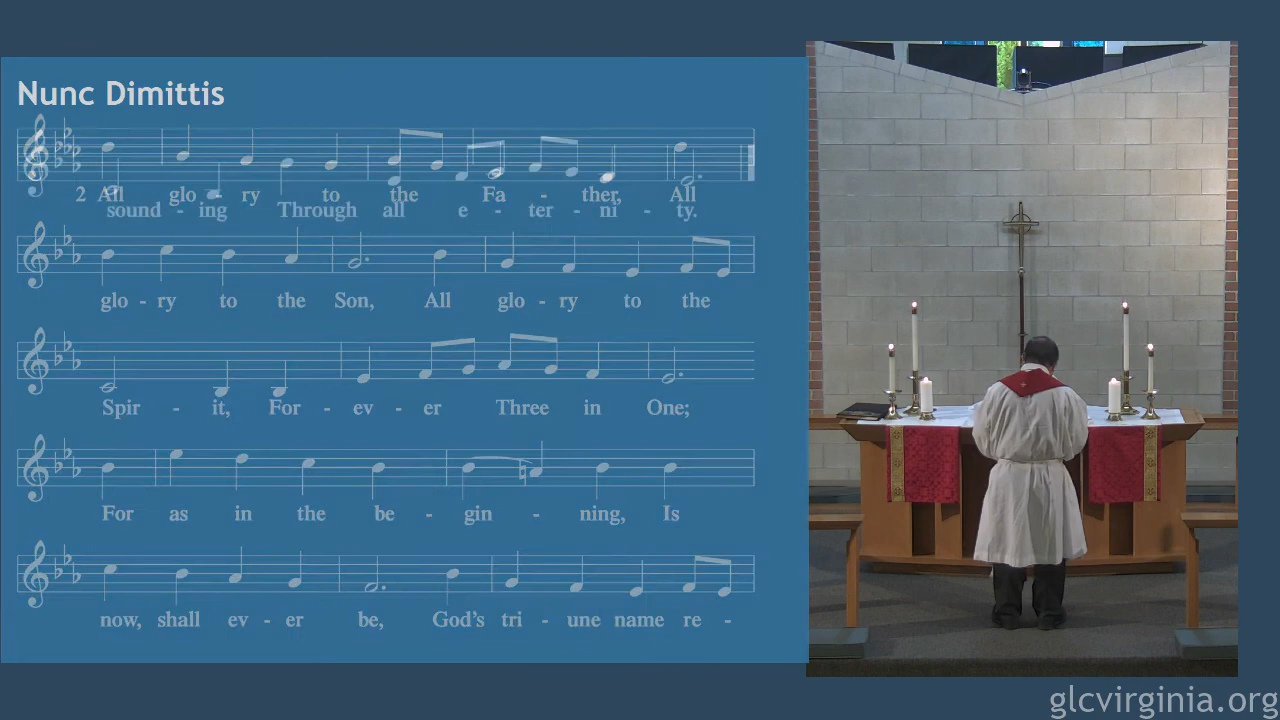 Nunc Dimittis
2 All glo - ry to the Fa - ther, All
sound - ing Through all e - ter - ni - ty.
glo - ry to the Son, All glo - ry to the
Spir - it, For - ev - er Three in One;
For as in the be - gin - ning, Is
now, shall ev - er be, God's tri - une name re -
glcvirginia.org